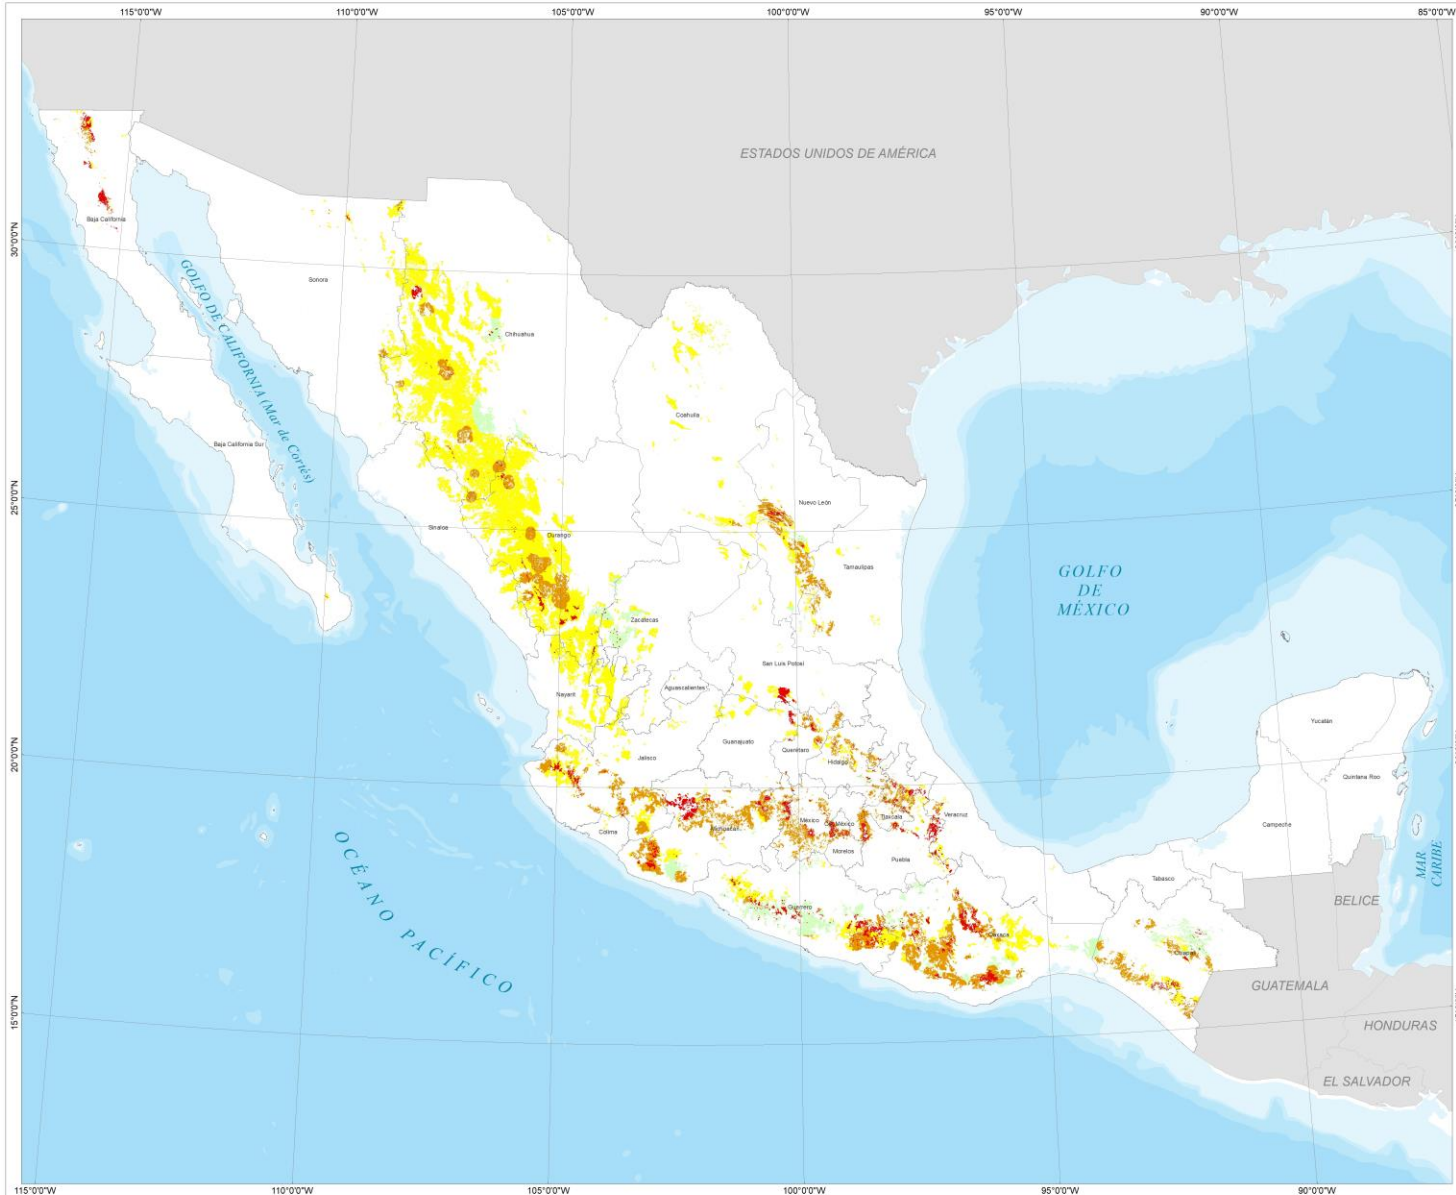 115°0'0"W 110°0'0"W 105°0'0"W 100°0'0"W 95°0'0"W 90°0'0"W 85°0'0"W
ESTADOS UNIDOS DE AMÉRICA
Baja California
30°0'0"N
Sonora
GOLFO DE CALIFORNIA (Mar de Cortés)
Chihuahua
Coahuila
Baja California Sur
25°0'0"N
Nuevo León
Sinaloa
Durango
Tamaulipas
GOLFO
DE
MÉXICO
Zacatecas
San Luis Potosí
Nayarit
Aguascalientes
Yucatán
20°0'0"N
Guanajuato
Querétaro
Jalisco
Hidalgo
Quintana Roo
Colima
Michoacán
México
Tlaxcala
Veracruz
Campeche
Morelos
Puebla
MAR
CARIBE
Tabasco
BELICE
Guerrero
Oaxaca
Chiapas
OCÉANO PACÍFICO
GUATEMALA
15°0'0"N
HONDURAS
EL SALVADOR
115°0'0"W 110°0'0"W 105°0'0"W 100°0'0"W 95°0'0"W 90°0'0"W